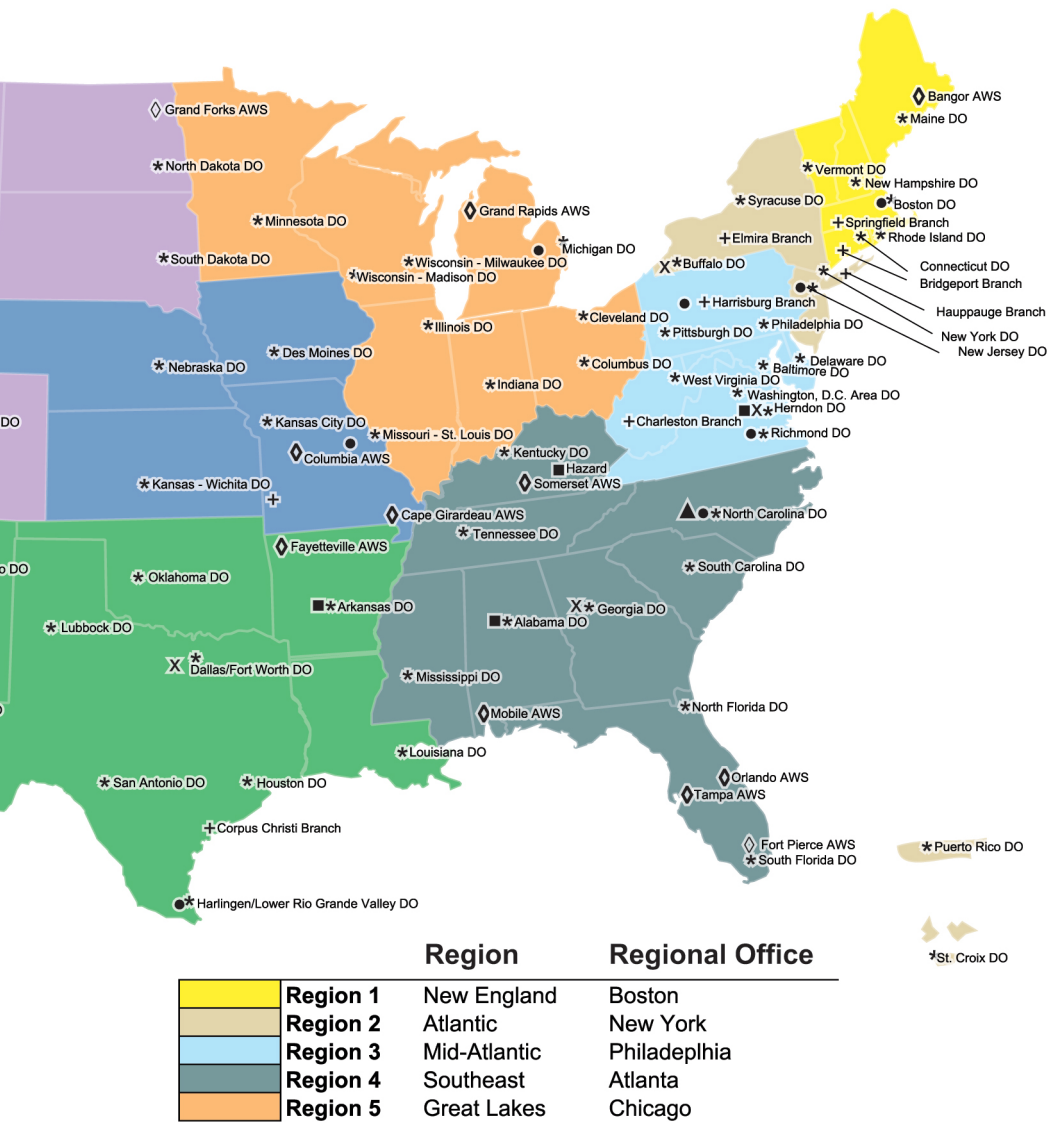 Bangor AWS
Grand Forks AWS
Maine DO
North Dakota DO
Vermont DO
New Hampshire DO
Syracuse DO
Boston DO
Grand Rapids AWS
Minnesota DO
Springfield Branch
Elmira Branch
Rhode Island DO
Michigan DO
South Dakota DO
Wisconsin - Milwaukee DO
X
Buffalo DO
Connecticut DO
Wisconsin - Madison DO
Bridgeport Branch
Harrisburg Branch
Hauppauge Branch
Cleveland DO
Illinois DO
Philadelphia DO
Pittsburgh DO
New York DO
New Jersey DO
Des Moines DO
Nebraska DO
Columbus DO
Delaware DO
Baltimore DO
West Virginia DO
Indiana DO
Washington, D.C. Area DO
X
Herndon DO
DO
Kansas City DO
Charleston Branch
Missouri - St. Louis DO
Richmond DO
Kentucky DO
Columbia AWS
Hazard
Kansas - Wichita DO
Somerset AWS
Cape Girardeau AWS
North Carolina DO
Tennessee DO
Fayetteville AWS
o DO
South Carolina DO
Oklahoma DO
Arkansas DO
X
Georgia DO
Alabama DO
Lubbock DO
X
Dallas/Fort Worth DO
Mississippi DO
North Florida DO
Mobile AWS
Louisiana DO
Orlando AWS
San Antonio DO
Houston DO
Tampa AWS
Corpus Christi Branch
Fort Pierce AWS
Puerto Rico DO
South Florida DO
Harlingen/Lower Rio Grande Valley DO
St. Croix DO
Region Regional Office
Region 1 New England Boston
Region 2 Atlantic New York
Region 3 Mid-Atlantic Philadeplhia
Region 4 Southeast Atlanta
Region 5 Great Lakes Chicago